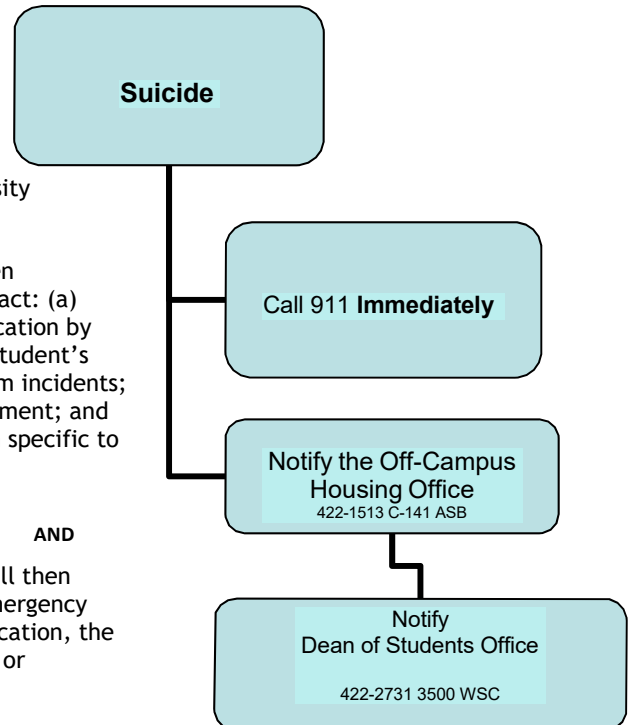 Suicide
sity
en
act: (a)
cation by
tudent’s
m incidents;
ment; and
specific to
AND
ll then
mergency
cation, the
or
Call 911 Immediately
Notify the Off-Campus
Housing Office
422-1513 C-141 ASB
Notify
Dean of Students Office
422-2731 3500 WSC